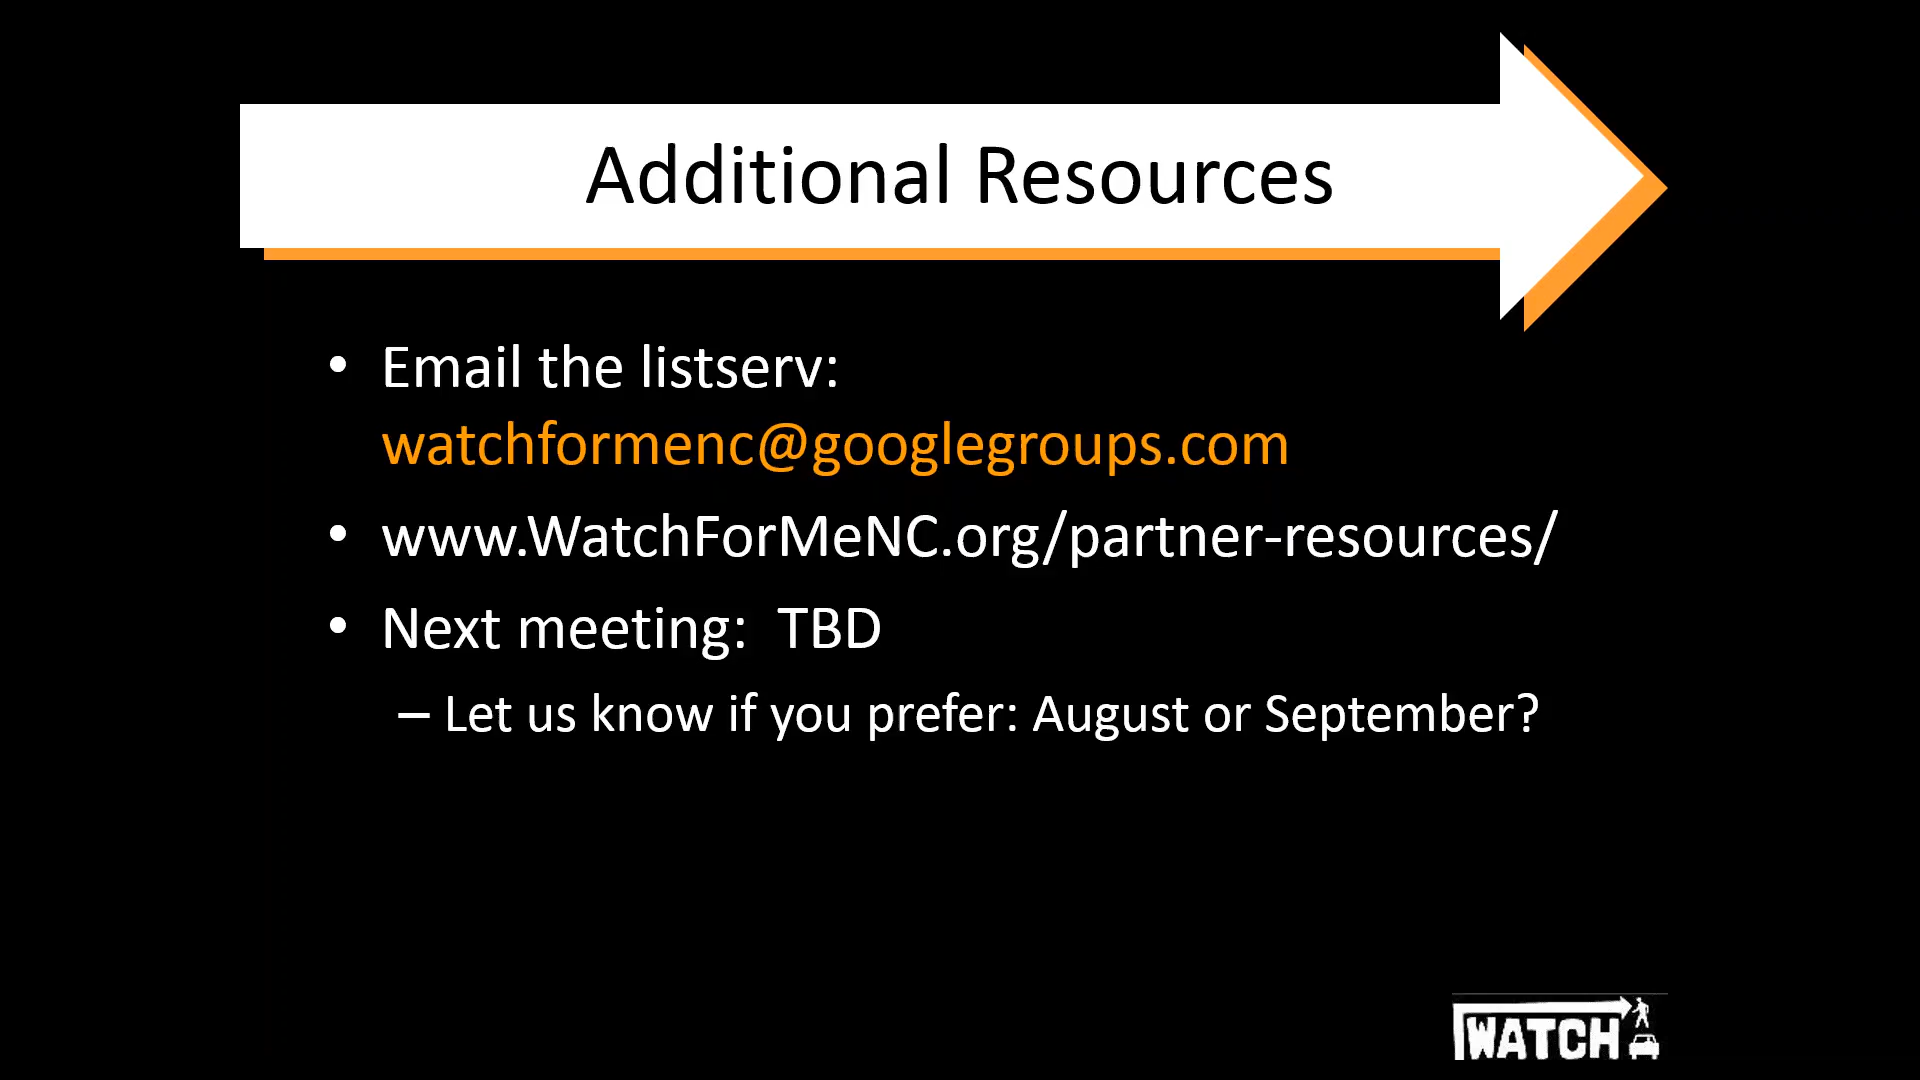 Additional Resources
• Email the listserv:
watchformenc@googlegroups.com
• www.WatchForMeNC.org/partner-resources/
• Next meeting:  TBD
– Let us know if you prefer: August or September?
WATCH